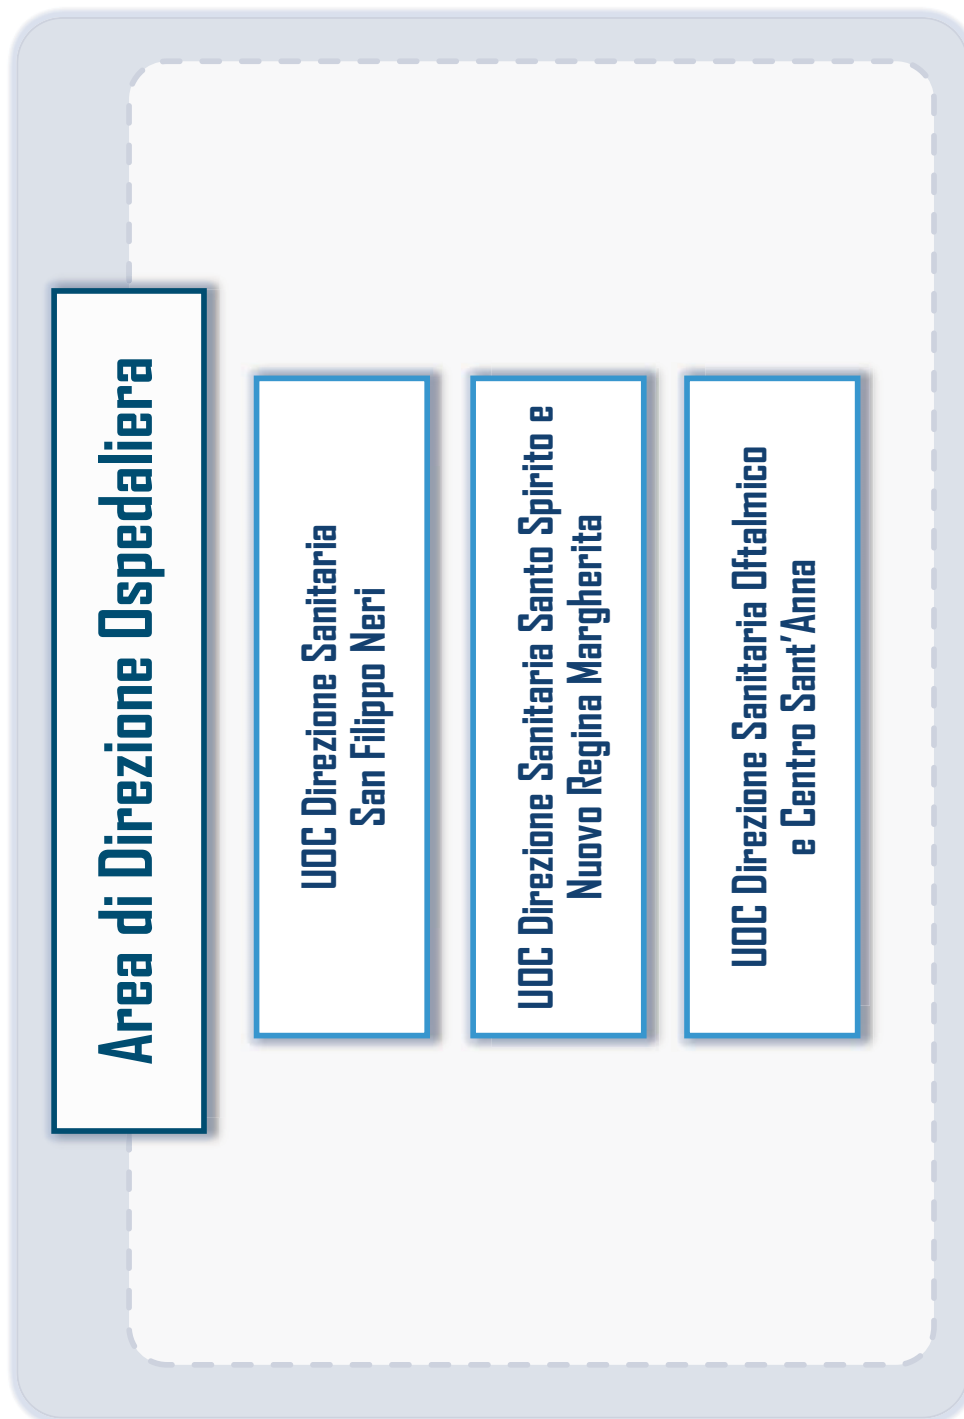 Area di Direzione Ospedaliera
UOC Direzione Sanitaria
San Filippo Neri
UOC Direzione Sanitaria Santo Spirito e
Nuovo Regina Margherita
UOC Direzione Sanitaria Oftalmico
e Centro Sant'Anna